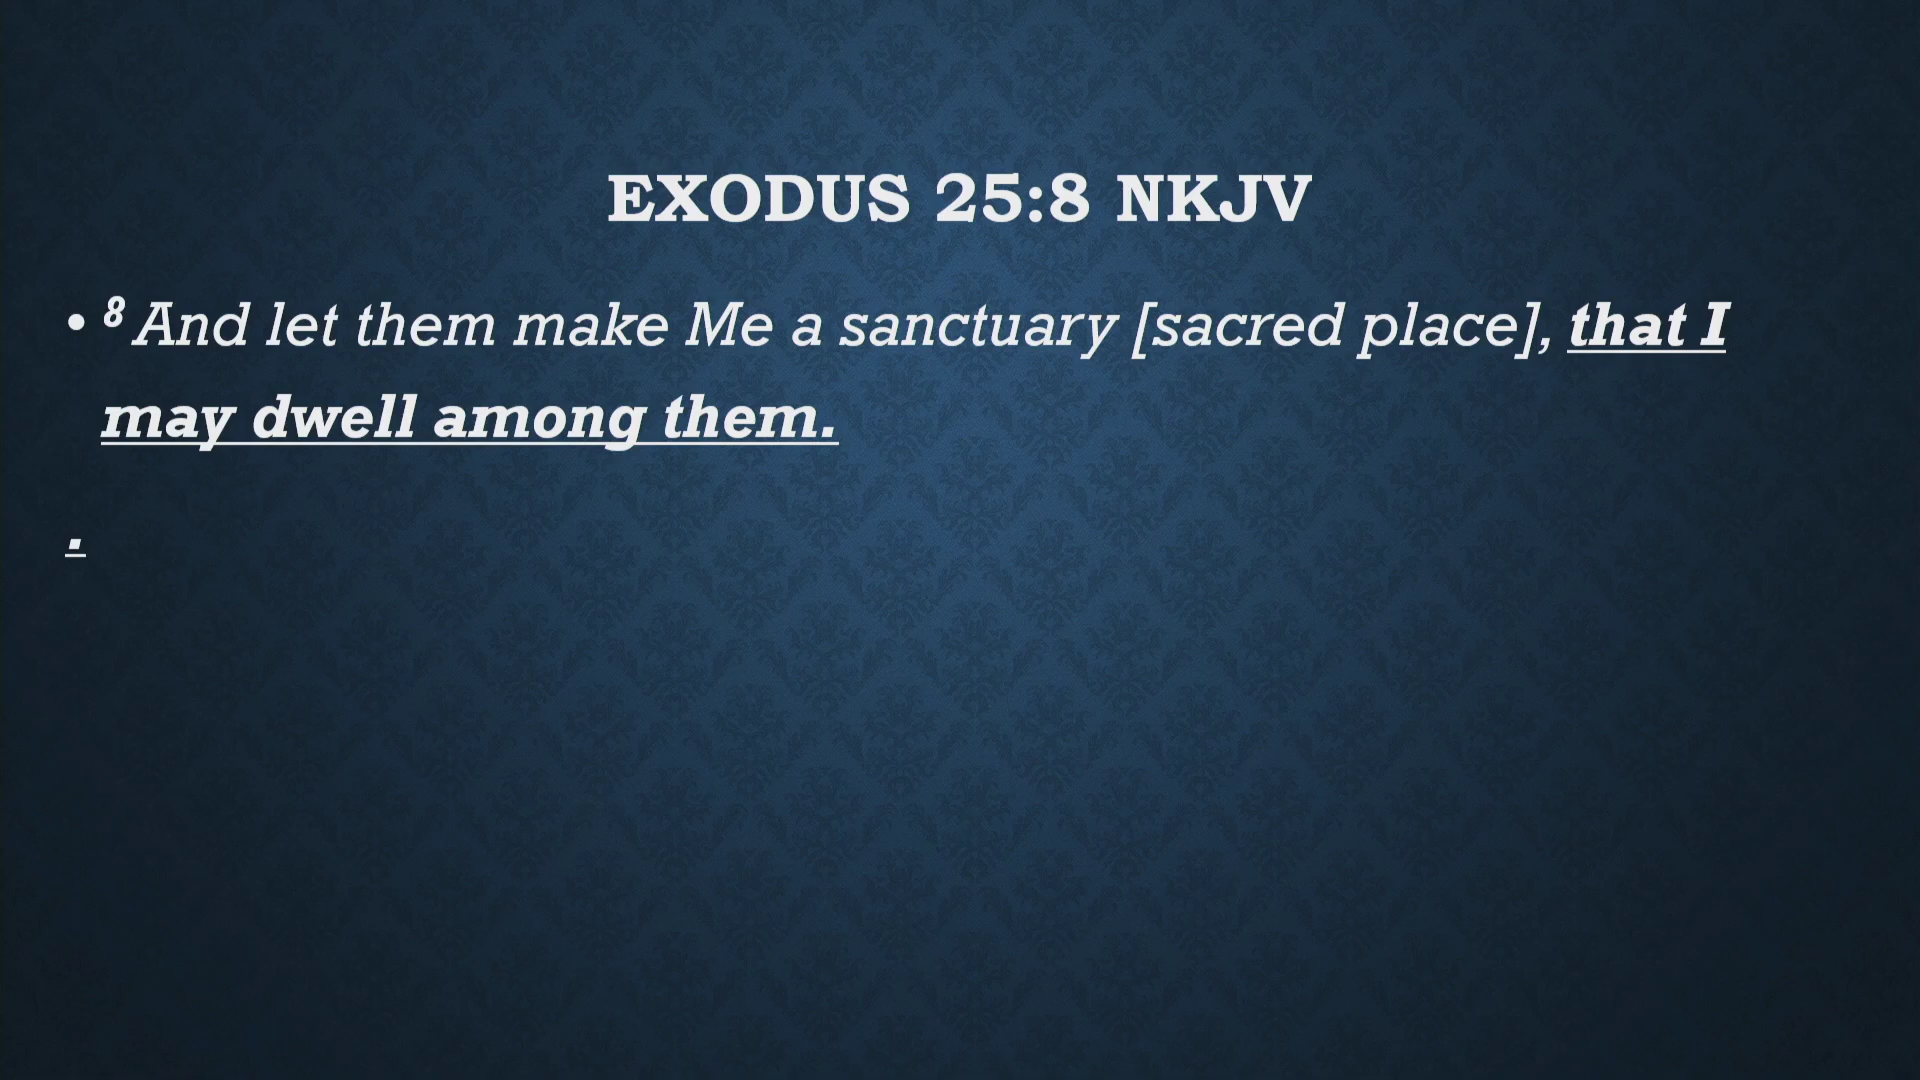 EXODUS 25:8 NKJV
• 8 And let them make Me a sanctuary [sacred place], that I
may dwell among them.
.